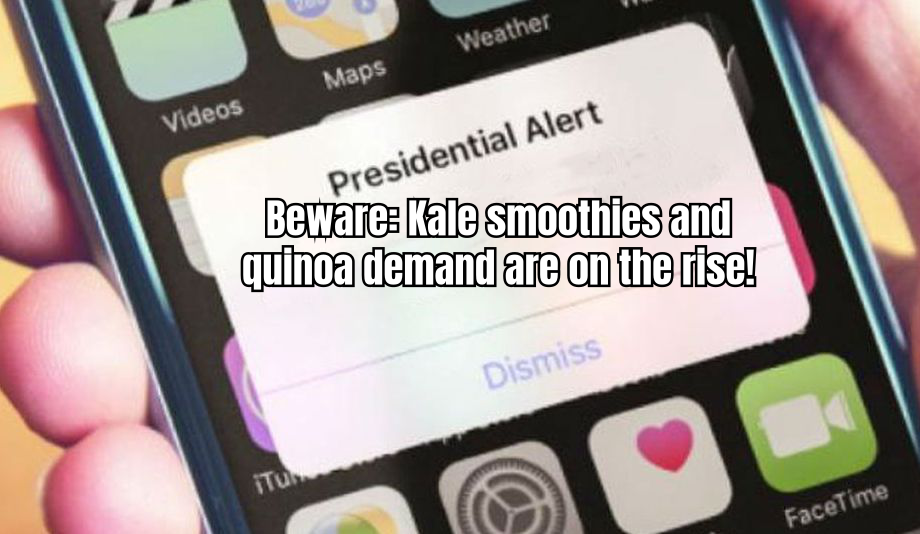 Weather
Maps
Videos
Presidential Alert
Beware: Kale smoothies and
quinoa demand are on the rise!
Dismiss
FaceTime